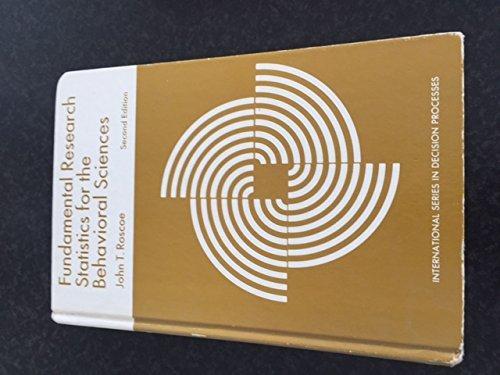 Fundamental Research
Statistics for the
Behavioral Sciences
John T. Roscoe
Second Edition
INTERNATIONAL SERIES IN DECISION PROCESSES